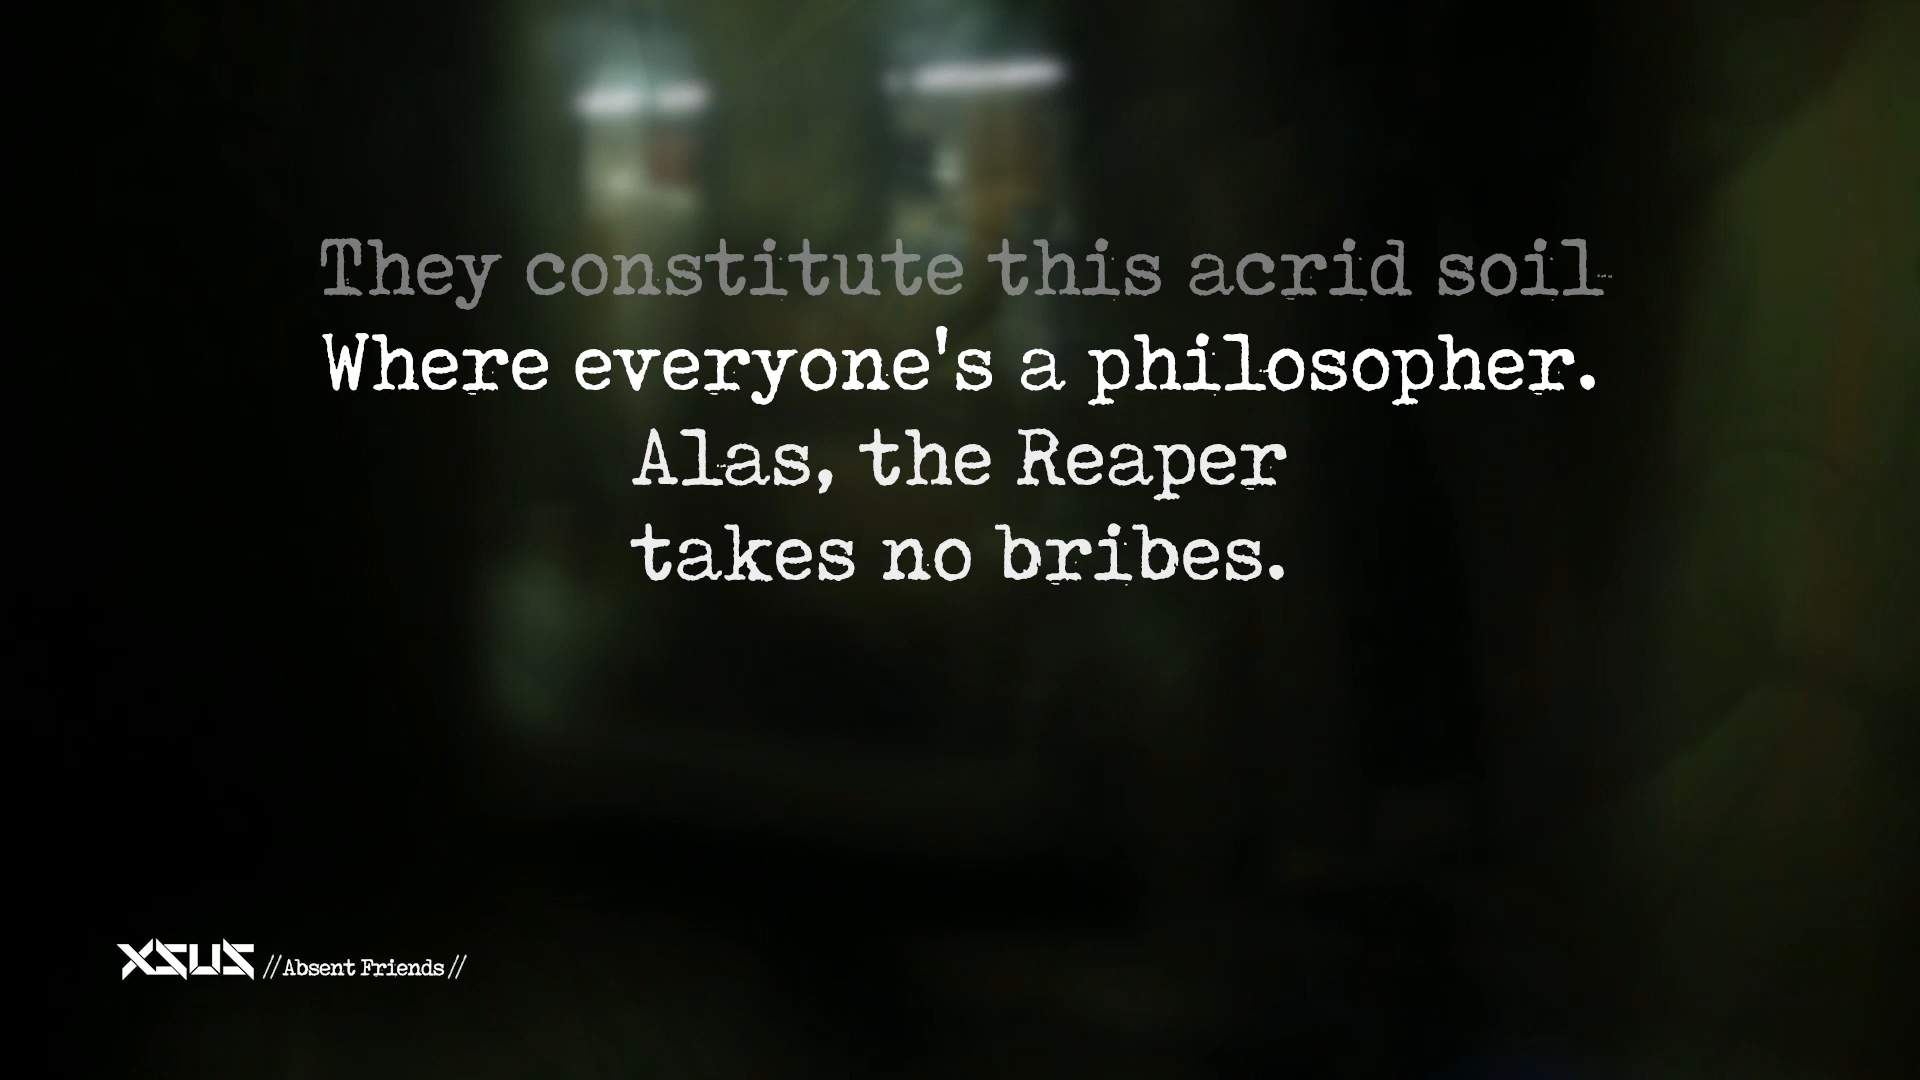 They constitute this acrid soil
Where everyone's a philosopher.
Alas, the Reaper
takes no bribes.
XSUS //Absent Friends//